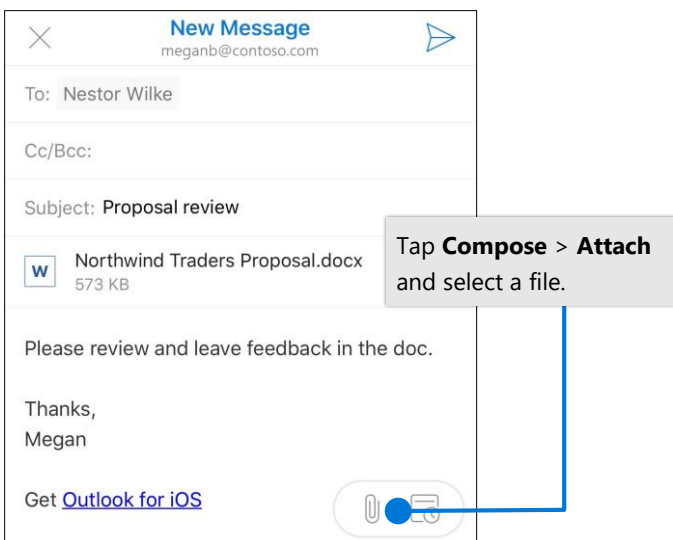 New Message
meganb@contoso.com
To: Nestor Wilke
Cc/Bcc:
Subject: Proposal review
W
Northwind Traders Proposal.docx
573 KB
Tap Compose > Attach
and select a file.
Please review and leave feedback in the doc.
Thanks,
Megan
Get Outlook for iOS